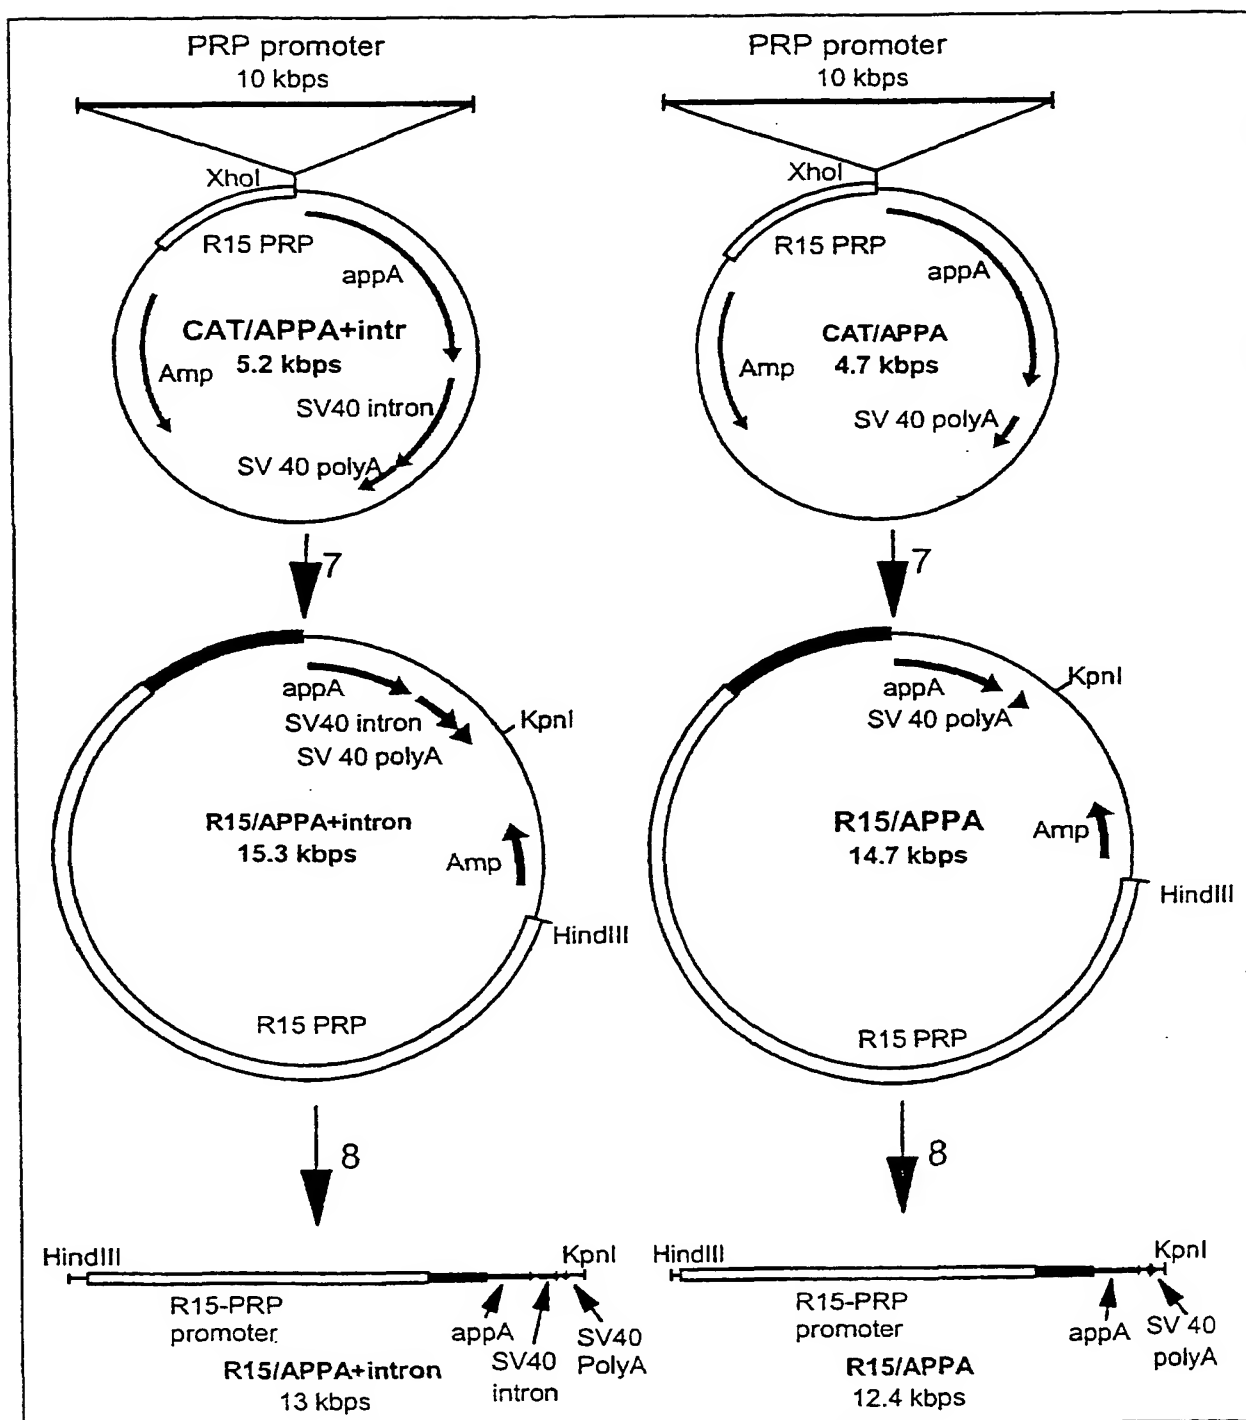 PRP promoter
10 kbps
XhoI
R15 PRP
appA
CAT/APPA+intr
5.2 kbps
Amp
SV40 intron
SV 40 polyA
7
appA
SV40 intron
SV 40 polyA
KpnI
R15/APPA+intron
15.3 kbps
Amp
HindIII
R15 PRP
8
HindIII
KpnI
R15-PRP
promoter
appA
SV40
intron
SV40
PolyA
R15/APPA+intron
13 kbps
PRP promoter
10 kbps
XhoI
R15 PRP
appA
CAT/APPA
4.7 kbps
Amp
SV 40 polyA
7
appA
SV 40 polyA
KpnI
R15/APPA
14.7 kbps
Amp
HindIII
R15 PRP
8
HindIII
KpnI
R15-PRP
promoter
appA
SV 40
polyA
R15/APPA
12.4 kbps